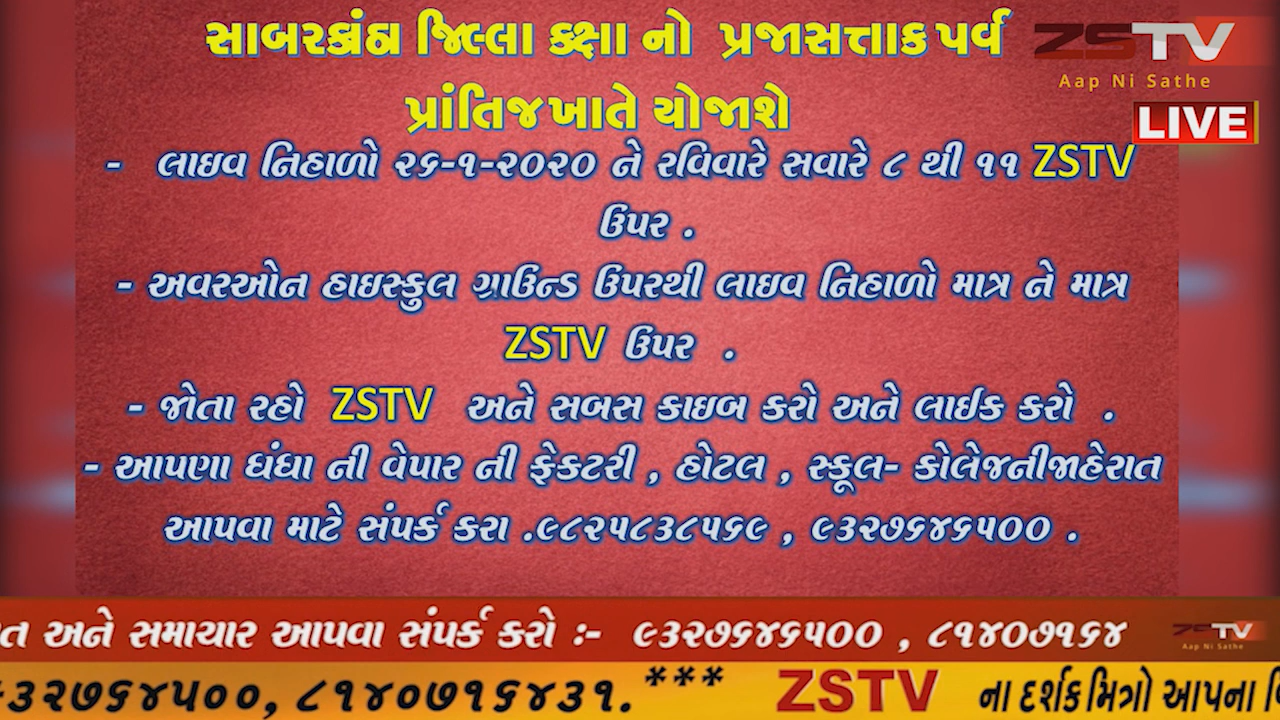 સાબરકાંઠા જિલ્લા કક્ષા નો પ્રજાસત્તાક પર્વ
ZSTV
Aap Ni Sathe
પ્રાંતિજખાતે યોજાશે
LIVE
- લાઇવ નિહાળો ૨૬-૧-૨૦૨૦ ને રવિવારે સવારે ૮ થી ૧૧ ZSTV
ઉપર .
- અવરઓન હાઇસ્કુલ ગ્રાઉન્ડ ઉપરથી લાઇવ નિહાળો માત્ર ને માત્ર
ZSTV ઉપર .
- જોતા રહો ZSTV અને સબસ કાઇબ કરો અને લાઈક કરો .
- આપણા ધંધા ની વેપાર ની ફેકટરી , હોટલ , સ્કૂલ- કોલેજનીજાહેરાત
આપવા માટે સંપર્ક કરા .૯૮૨૫૮૩૮૫૬૯ , ૯૩૨૭૬૪૬૫૦૦ .
ત અને સમાચાર આપવા સંપર્ક કરો :- ૯૩૨૭૬૪૬૫૦૦ , ૮૧૪૦૭૧૬૪
ZSTV
Aap Ni Sathe
૯૩૨૭૬૪૫૦૦, ૮૧૪૦૭૧૬૪૩૧.*** ZSTV ના દર્શક મિત્રો આપના